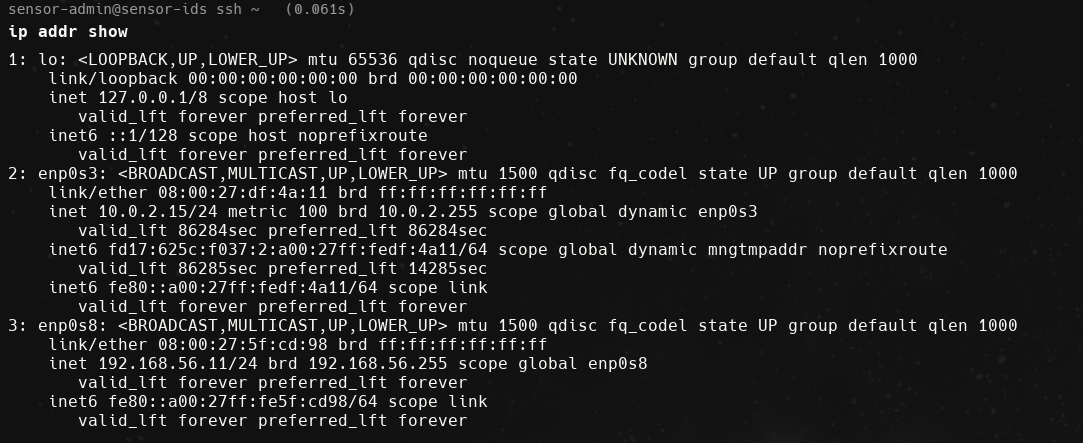 sensor-admin@sensor-ids ssh ~ (0.061s)
ip addr show
1: lo: <LOOPBACK,UP,LOWER_UP> mtu 65536 qdisc noqueue state UNKNOWN group default qlen 1000
    link/loopback 00:00:00:00:00:00 brd 00:00:00:00:00:00
    inet 127.0.0.1/8 scope host lo
       valid_lft forever preferred_lft forever
    inet6 ::1/128 scope host noprefixroute
       valid_lft forever preferred_lft forever
2: enp0s3: <BROADCAST,MULTICAST,UP,LOWER_UP> mtu 1500 qdisc fq_codel state UP group default qlen 1000
    link/ether 08:00:27:df:4a:11 brd ff:ff:ff:ff:ff:ff
    inet 10.0.2.15/24 metric 100 brd 10.0.2.255 scope global dynamic enp0s3
       valid_lft 86284sec preferred_lft 86284sec
    inet6 fd17:625c:f037:2:a00:27ff:fedf:4a11/64 scope global dynamic mngtmpaddr noprefixroute
       valid_lft 86285sec preferred_lft 14285sec
    inet6 fe80::a00:27ff:fedf:4a11/64 scope link
       valid_lft forever preferred_lft forever
3: enp0s8: <BROADCAST,MULTICAST,UP,LOWER_UP> mtu 1500 qdisc fq_codel state UP group default qlen 1000
    link/ether 08:00:27:5f:cd:98 brd ff:ff:ff:ff:ff:ff
    inet 192.168.56.11/24 brd 192.168.56.255 scope global enp0s8
       valid_lft forever preferred_lft forever
    inet6 fe80::a00:27ff:fe5f:cd98/64 scope link
       valid_lft forever preferred_lft forever